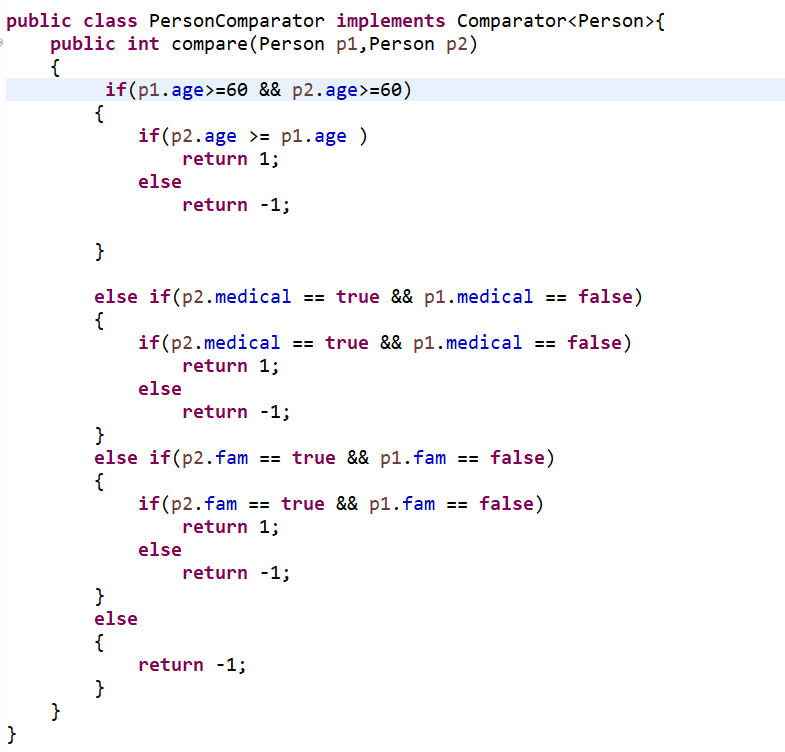 public class PersonComparator implements Comparator<Person>{
    public int compare(Person p1,Person p2)
    {
         if(p1.age>=60 && p2.age>=60)
        {
            if(p2.age >= p1.age )
                return 1;
            else
                return -1;

        }

        else if(p2.medical == true && p1.medical == false)
        {
            if(p2.medical == true && p1.medical == false)
                return 1;
            else
                return -1;
        }
        else if(p2.fam == true && p1.fam == false)
        {
            if(p2.fam == true && p1.fam == false)
                return 1;
            else
                return -1;
        }
        else
        {
            return -1;
        }
    }
}